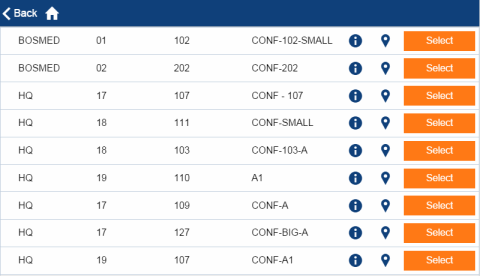 Back
BOSMED 01 102 CONF-102-SMALL Select
BOSMED 02 202 CONF-202 Select
HQ 17 107 CONF - 107 Select
HQ 18 111 CONF-SMALL Select
HQ 18 103 CONF-103-A Select
HQ 19 110 A1 Select
HQ 17 109 CONF-A Select
HQ 17 127 CONF-BIG-A Select
HQ 19 107 CONF-A1 Select